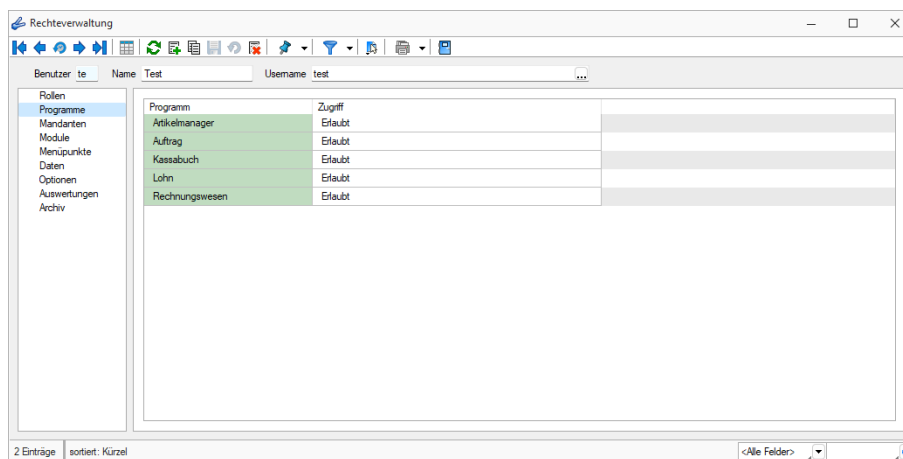 Rechteverwaltung
Benutzer te Name Test Username test ...
Rollen
Programme
Mandanten
Module
Menüpunkte
Daten
Optionen
Auswertungen
Archiv
Programm Zugriff
Artikelmanager Erlaubt
Auftrag Erlaubt
Kassabuch Erlaubt
Lohn Erlaubt
Rechnungswesen Erlaubt
2 Einträge sortiert: Kürzel <Alle Felder>